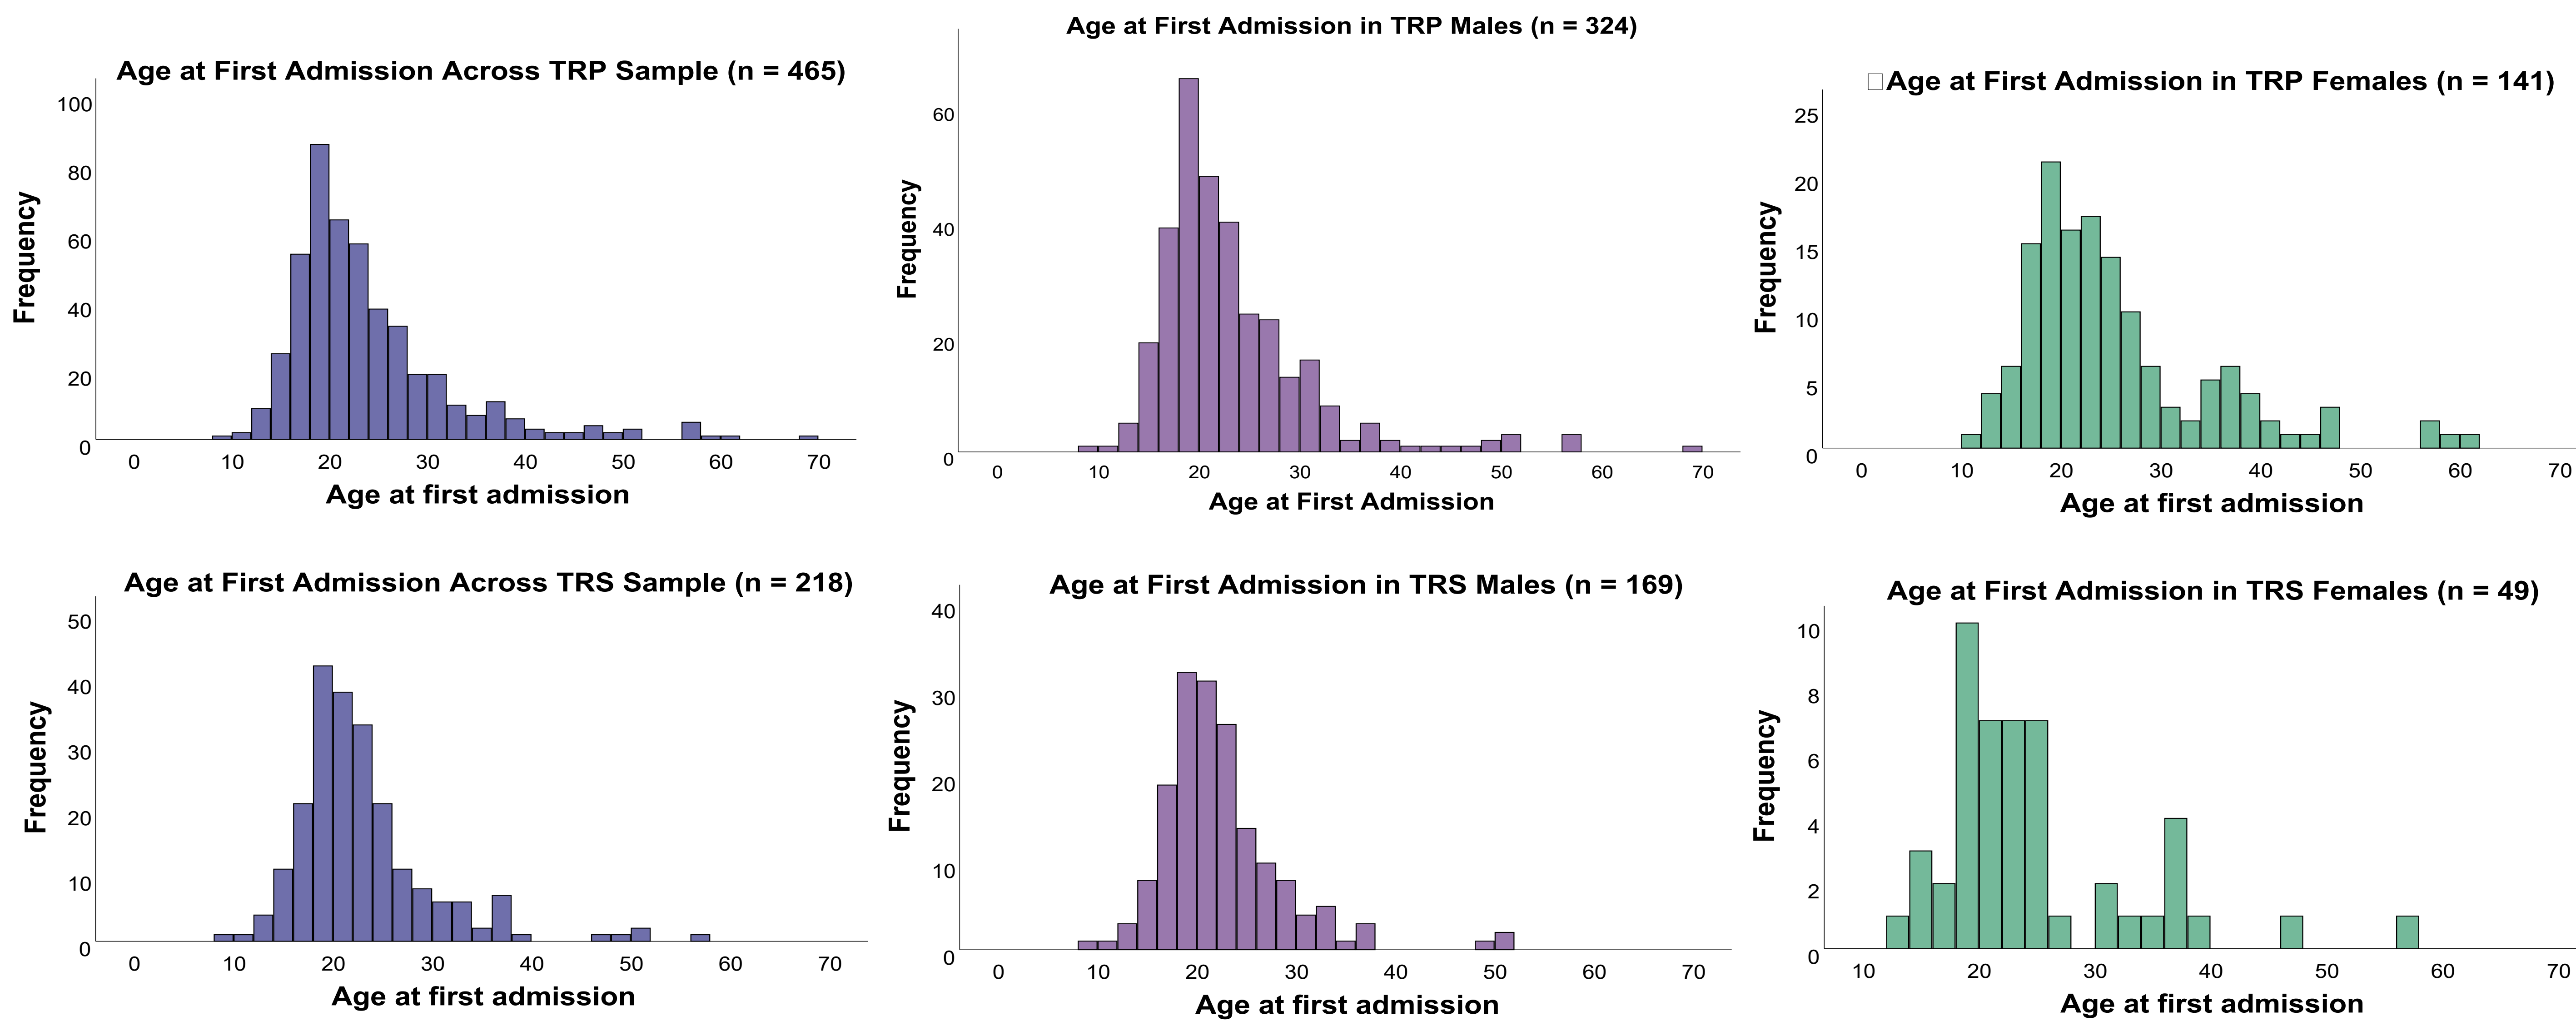 Age at First Admission Across TRP Sample (n = 465)
Frequency
100
80
60
40
20
0
0 10 20 30 40 50 60 70
Age at first admission
Age at First Admission in TRP Males (n = 324)
Frequency
60
40
20
0
0 10 20 30 40 50 60 70
Age at First Admission
□Age at First Admission in TRP Females (n = 141)
Frequency
25
20
15
10
5
0
0 10 20 30 40 50 60 70
Age at first admission
Age at First Admission Across TRS Sample (n = 218)
Frequency
50
40
30
20
10
0
0 10 20 30 40 50 60 70
Age at first admission
Age at First Admission in TRS Males (n = 169)
Frequency
40
30
20
10
0
0 10 20 30 40 50 60 70
Age at first admission
Age at First Admission in TRS Females (n = 49)
Frequency
10
8
6
4
2
0
10 20 30 40 50 60 70
Age at first admission